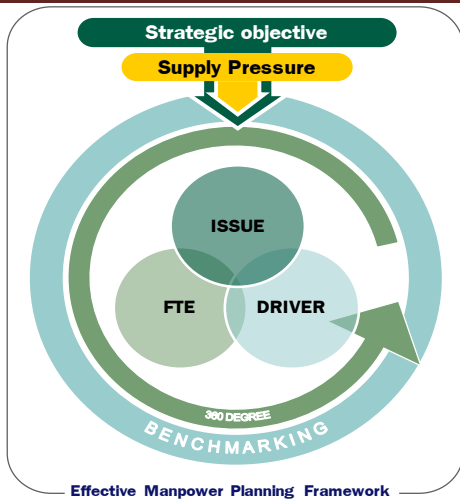 Strategic objective
Supply Pressure
ISSUE
FTE
DRIVER
360 DEGREE
BENCHMARKING
Effective Manpower Planning Framework